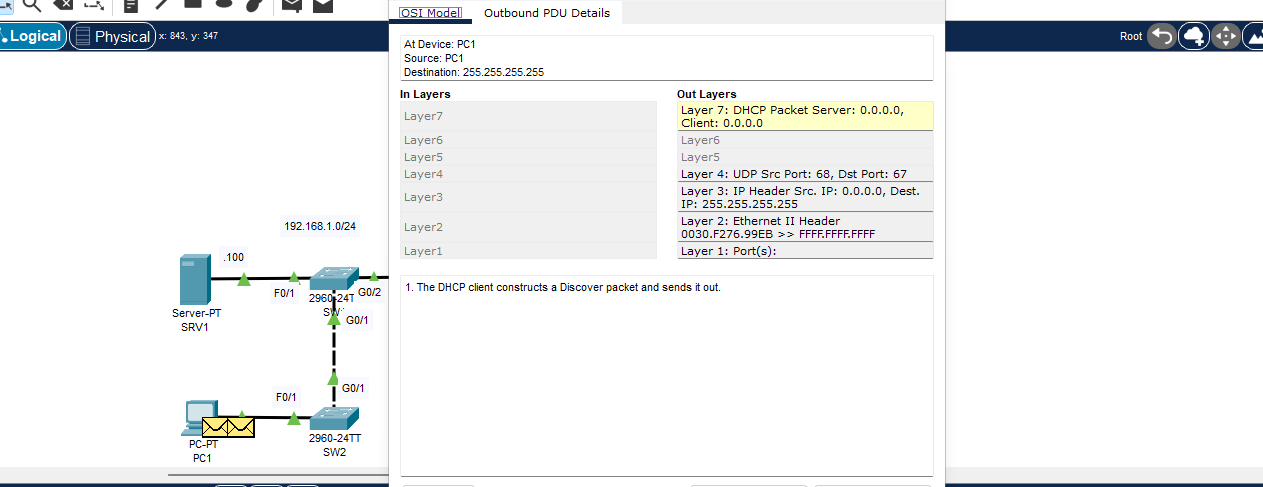 OSI Model Outbound PDU Details
Logical Physical x: 843, y: 347
Root
At Device: PC1
Source: PC1
Destination: 255.255.255.255
In Layers
Layer7
Layer6
Layer5
Layer4
Layer3
Layer2
Layer1
Out Layers
Layer 7: DHCP Packet Server: 0.0.0.0,
Client: 0.0.0.0
Layer6
Layer5
Layer 4: UDP Src Port: 68, Dst Port: 67
Layer 3: IP Header Src. IP: 0.0.0.0, Dest.
IP: 255.255.255.255
Layer 2: Ethernet II Header
0030.F276.99EB >> FFFF.FFFF.FFFF
Layer 1: Port(s):
1. The DHCP client constructs a Discover packet and sends it out.
192.168.1.0/24
.100
F0/1
G0/2
Server-PT
SRV1
2960-24T
SW
G0/1
G0/1
F0/1
PC-PT
PC1
2960-24TT
SW2